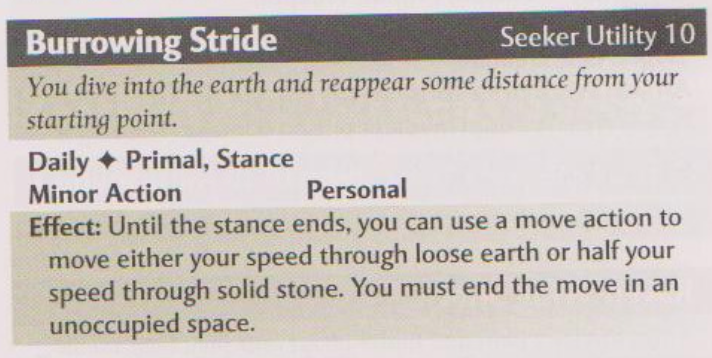 Burrowing Stride Seeker Utility 10
You dive into the earth and reappear some distance from your
starting point.
Daily ✦ Primal, Stance
Minor Action Personal
Effect: Until the stance ends, you can use a move action to
move either your speed through loose earth or half your
speed through solid stone. You must end the move in an
unoccupied space.